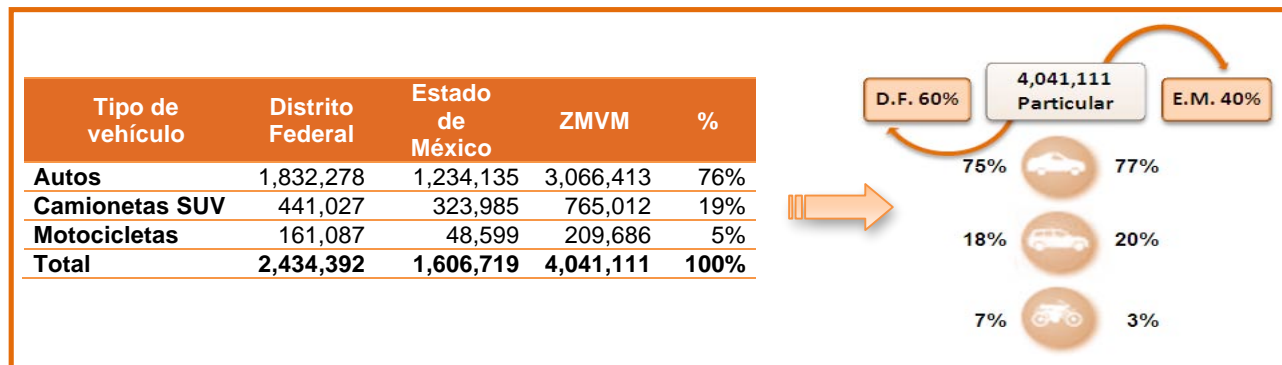 Tipo de vehículo Distrito Federal Estado de México ZMVM %
Autos 1,832,278 1,234,135 3,066,413 76%
Camionetas SUV 441,027 323,985 765,012 19%
Motocicletas 161,087 48,599 209,686 5%
Total 2,434,392 1,606,719 4,041,111 100%
D.F. 60%
4,041,111
Particular
E.M. 40%
75% 77%
18% 20%
7% 3%